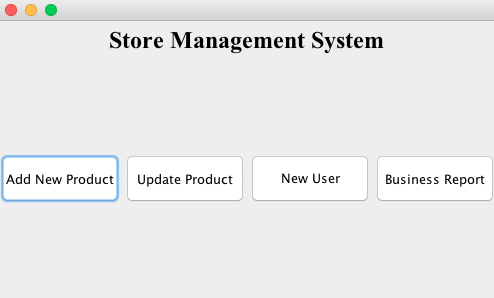 Store Management System
Add New Product
Update Product
New User
Business Report